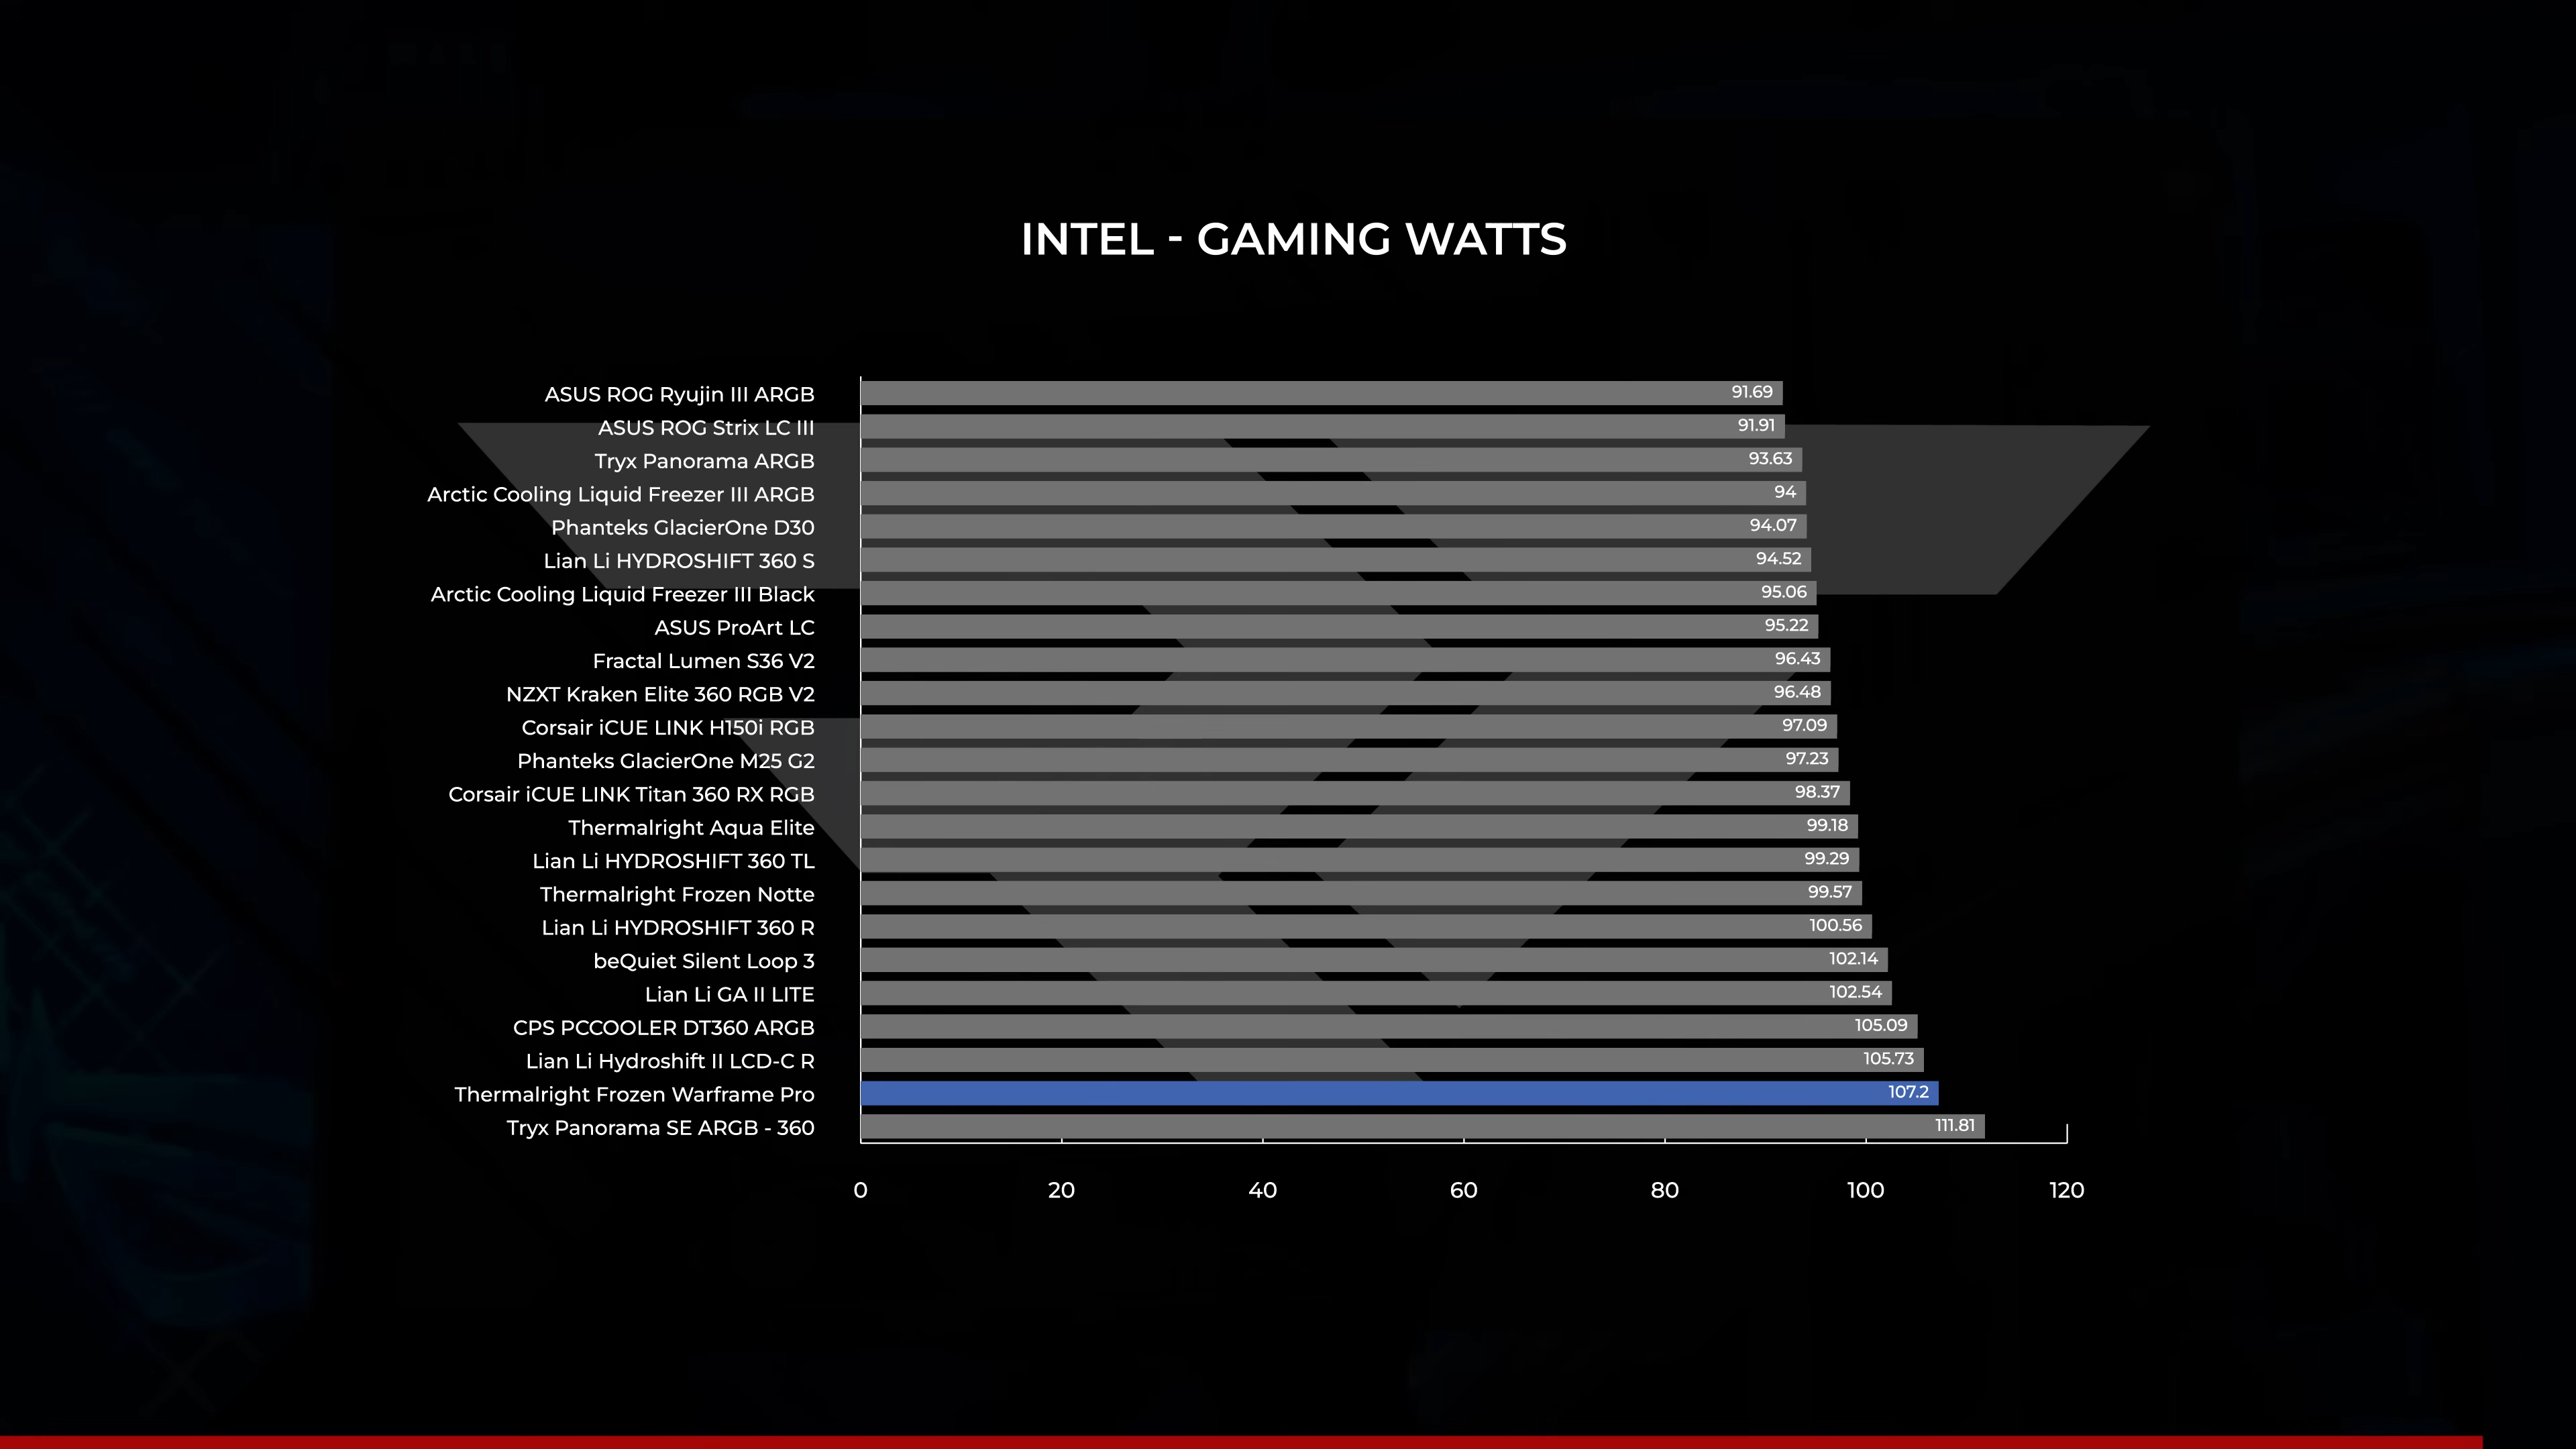 INTEL - GAMING WATTS
ASUS ROG Ryujin III ARGB 91.69
ASUS ROG Strix LC III 91.91
Tryx Panorama ARGB 93.63
Arctic Cooling Liquid Freezer III ARGB 94
Phanteks GlacierOne D30 94.07
Lian Li HYDROSHIFT 360 S 94.52
Arctic Cooling Liquid Freezer III Black 95.06
ASUS ProArt LC 95.22
Fractal Lumen S36 V2 96.43
NZXT Kraken Elite 360 RGB V2 96.48
Corsair iCUE LINK H150i RGB 97.09
Phanteks GlacierOne M25 G2 97.23
Corsair iCUE LINK Titan 360 RX RGB 98.37
Thermalright Aqua Elite 99.18
Lian Li HYDROSHIFT 360 TL 99.29
Thermalright Frozen Notte 99.57
Lian Li HYDROSHIFT 360 R 100.56
beQuiet Silent Loop 3 102.14
Lian Li GA II LITE 102.54
CPS PCCOOLER DT360 ARGB 105.09
Lian Li Hydroshift II LCD-C R 105.73
Thermalright Frozen Warframe Pro 107.2
Tryx Panorama SE ARGB - 360 111.81
0 20 40 60 80 100 120